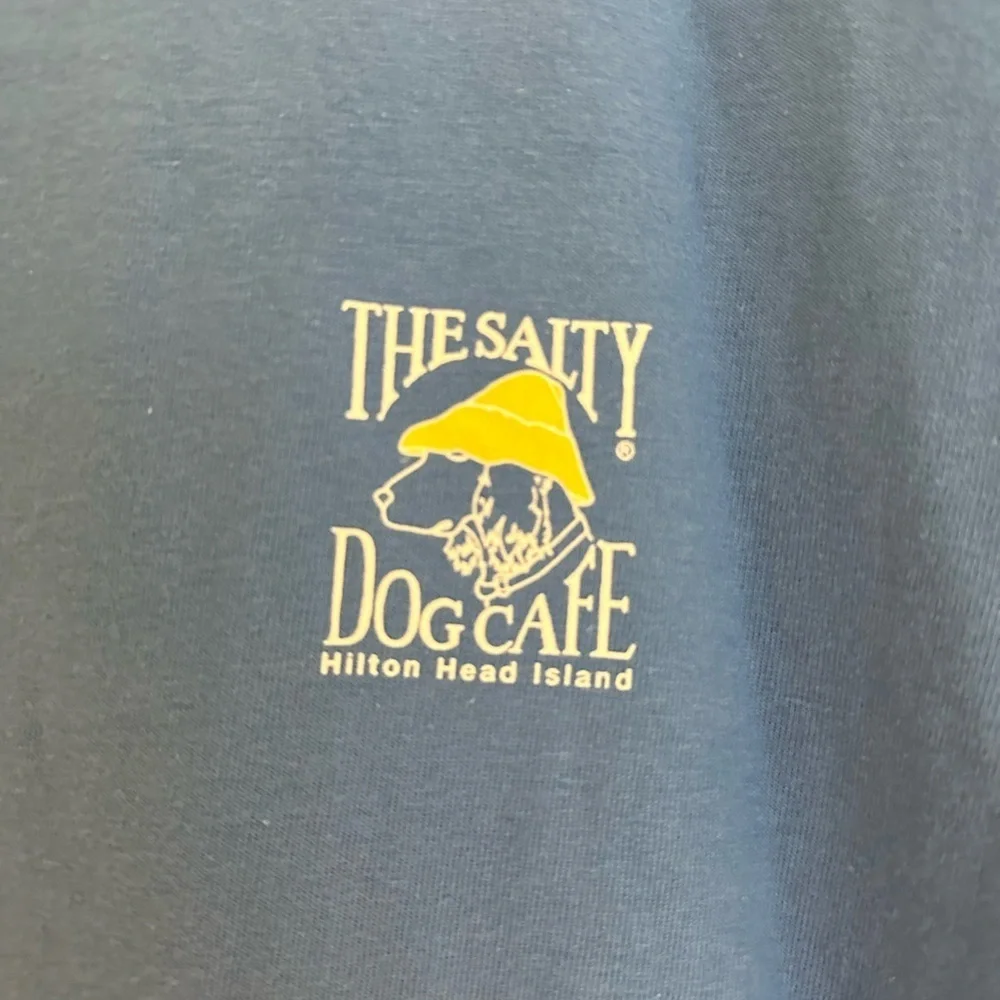 THE SALTY
®
DOG CAFE
Hilton Head Island